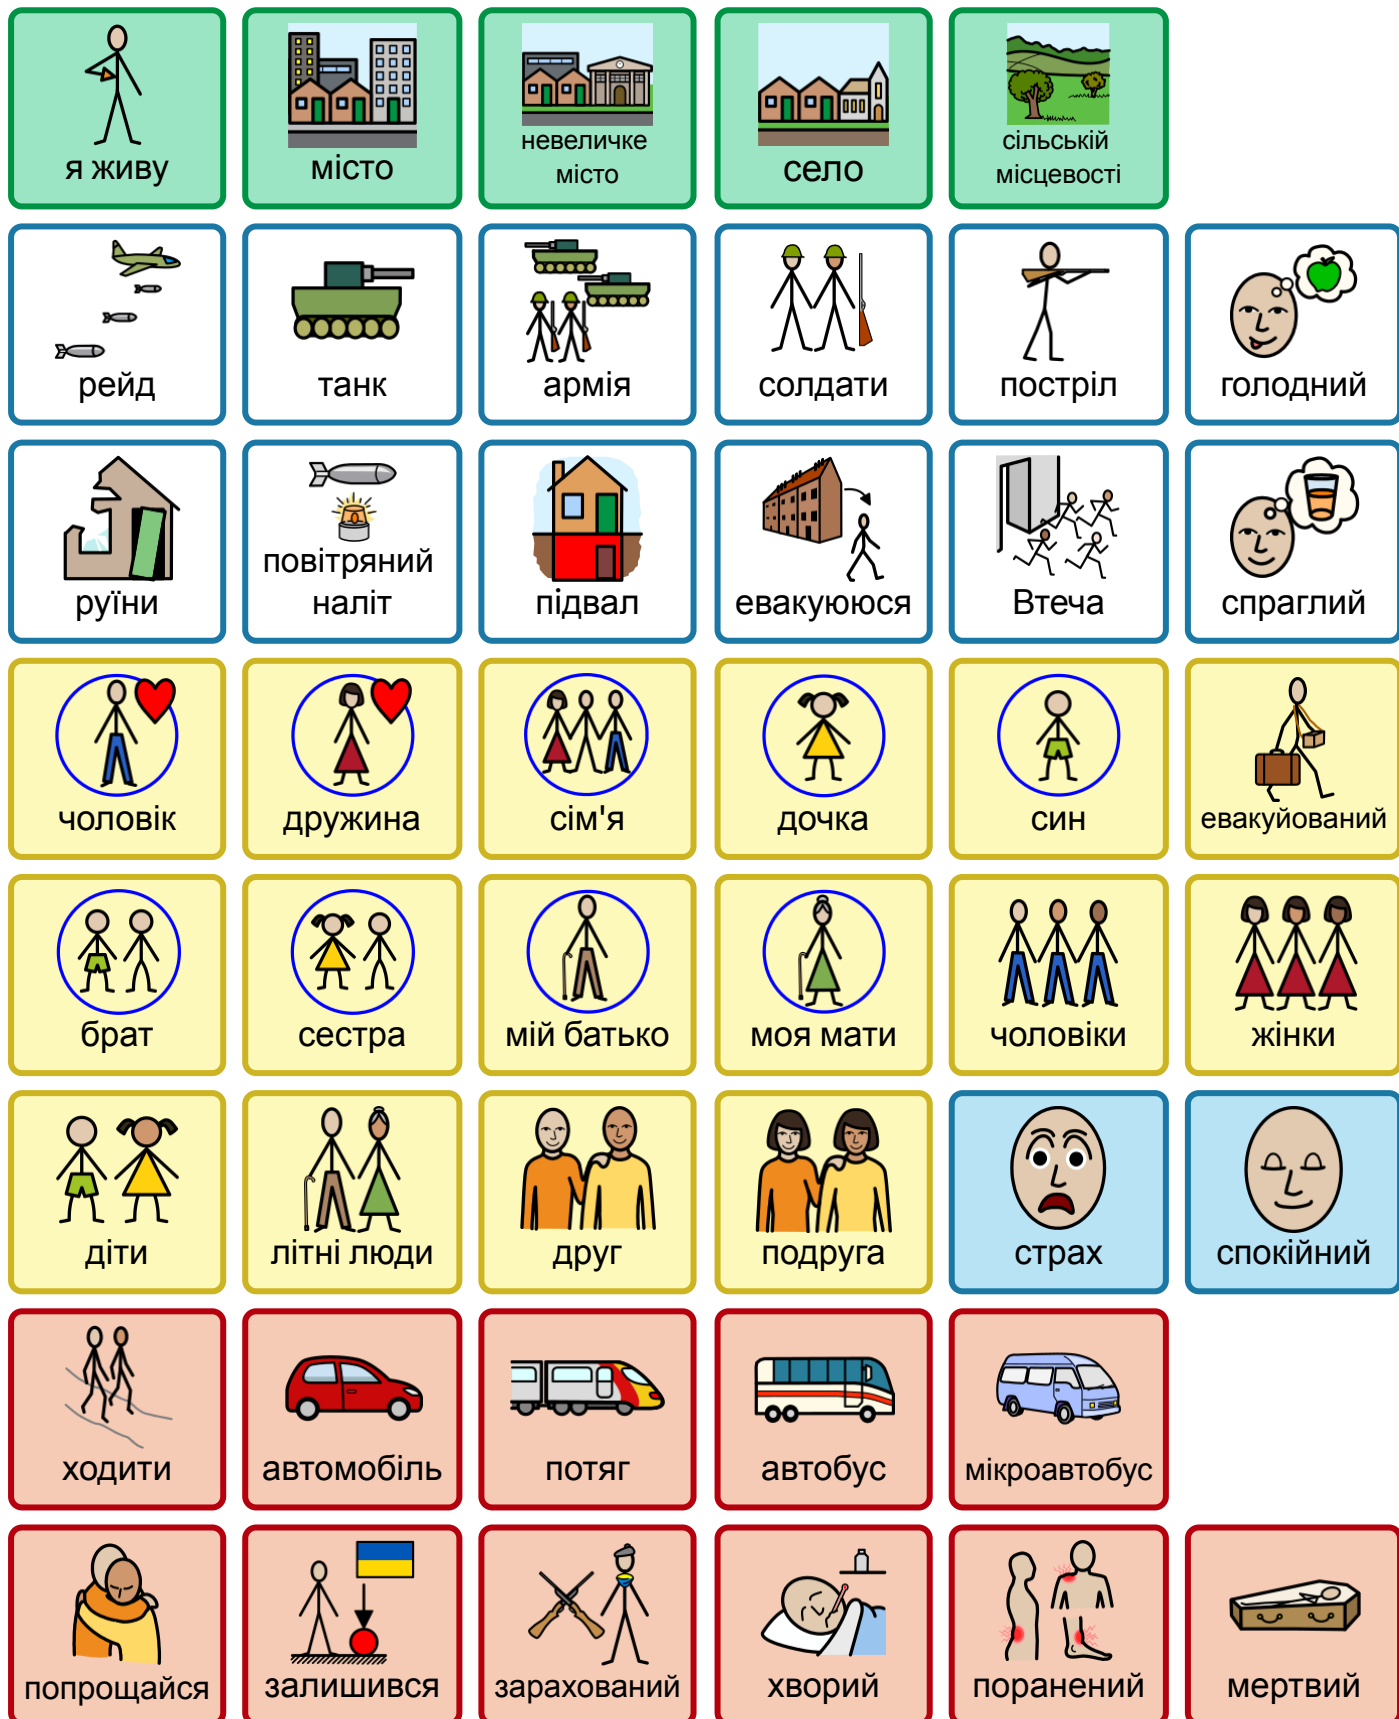 я живу
місто
невеличке
місто
село
сільській
місцевості
рейд
танк
армія
солдати
постріл
голодний
руїни
повітряний
наліт
підвал
евакуююся
Втеча
спраглий
чоловік
дружина
сім'я
дочка
син
евакуйований
брат
сестра
мій батько
моя мати
чоловіки
жінки
діти
літні люди
друг
подруга
страх
спокійний
ходити
автомобіль
потяг
автобус
мікроавтобус
попрощайся
залишився
зарахований
хворий
поранений
мертвий